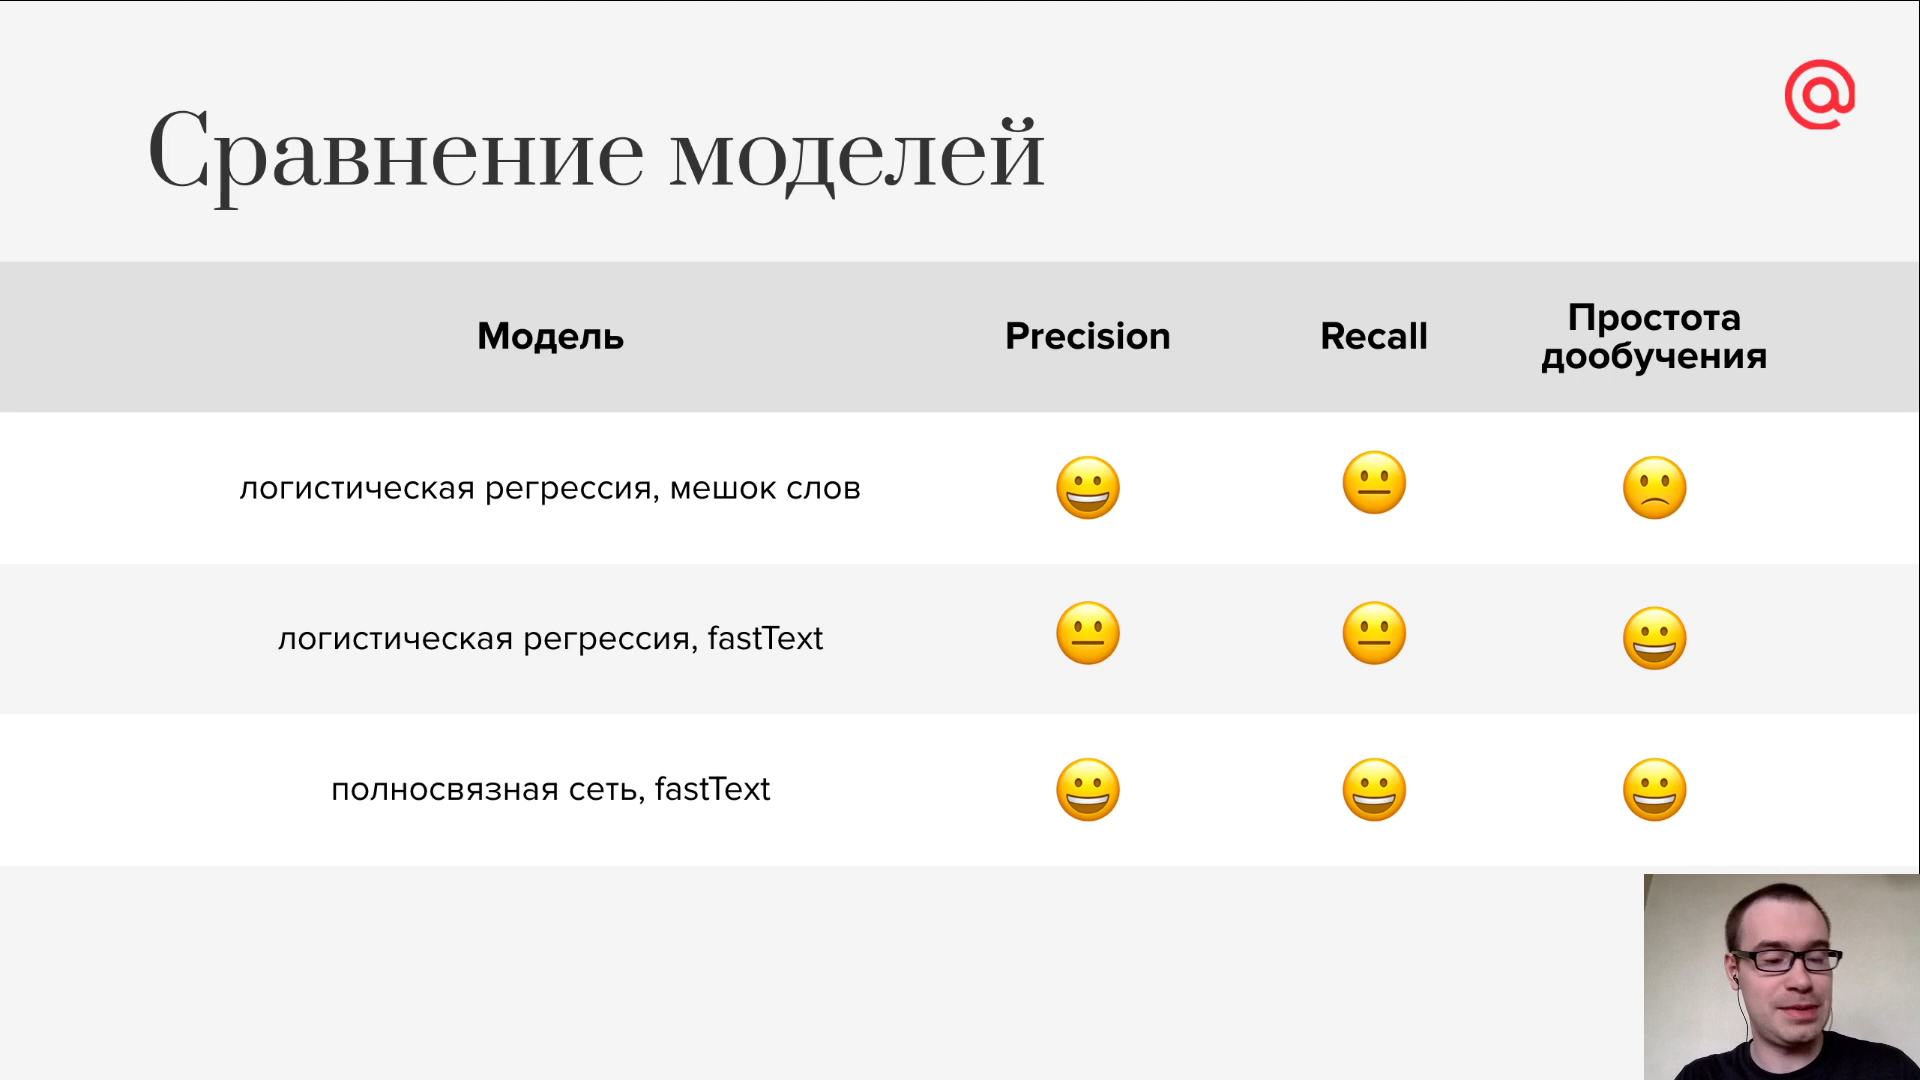 Сравнение моделей
Модель
Precision
Recall
Простота
дообучения
логистическая регрессия, мешок слов
логистическая регрессия, fastText
полносвязная сеть, fastText